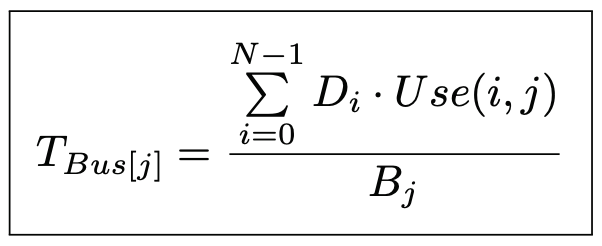 T_{Bus[j]} = \frac{\sum_{i=0}^{N-1} D_i \cdot Use(i,j)}{B_j}